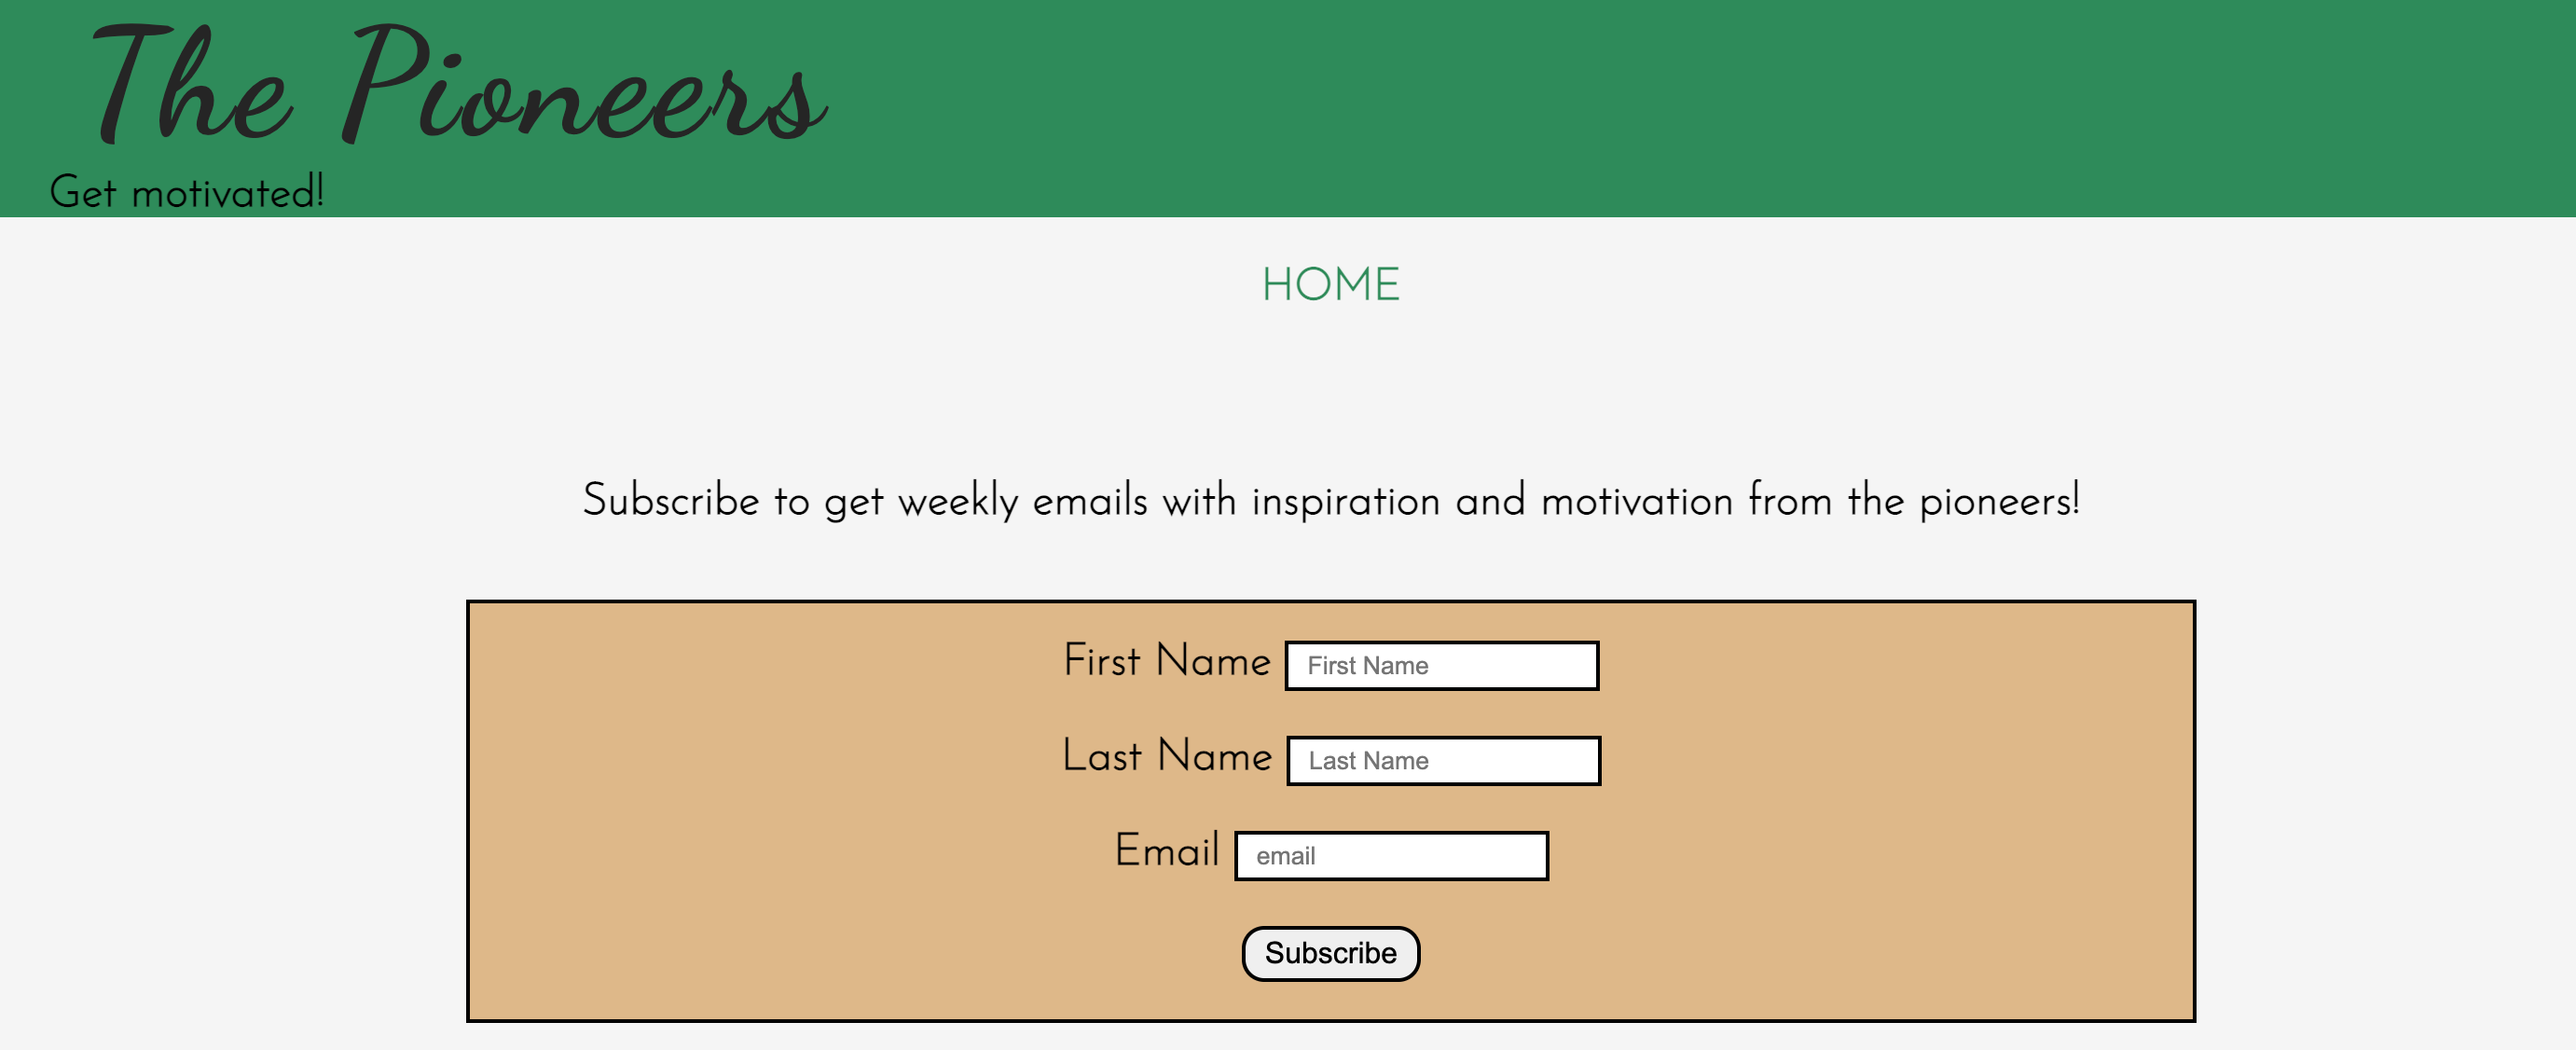 The Pioneers
Get motivated!
HOME
Subscribe to get weekly emails with inspiration and motivation from the pioneers!
First Name First Name
Last Name Last Name
Email email
Subscribe